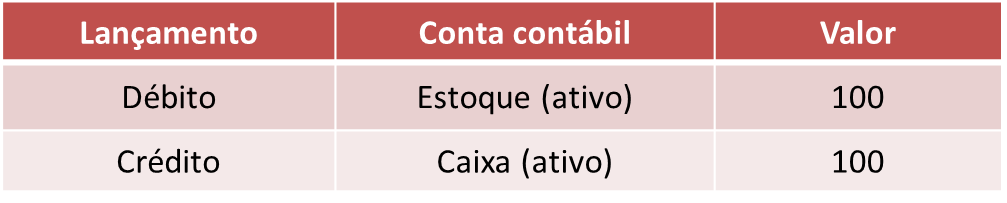 Lançamento Conta contábil Valor
Débito Estoque (ativo) 100
Crédito Caixa (ativo) 100